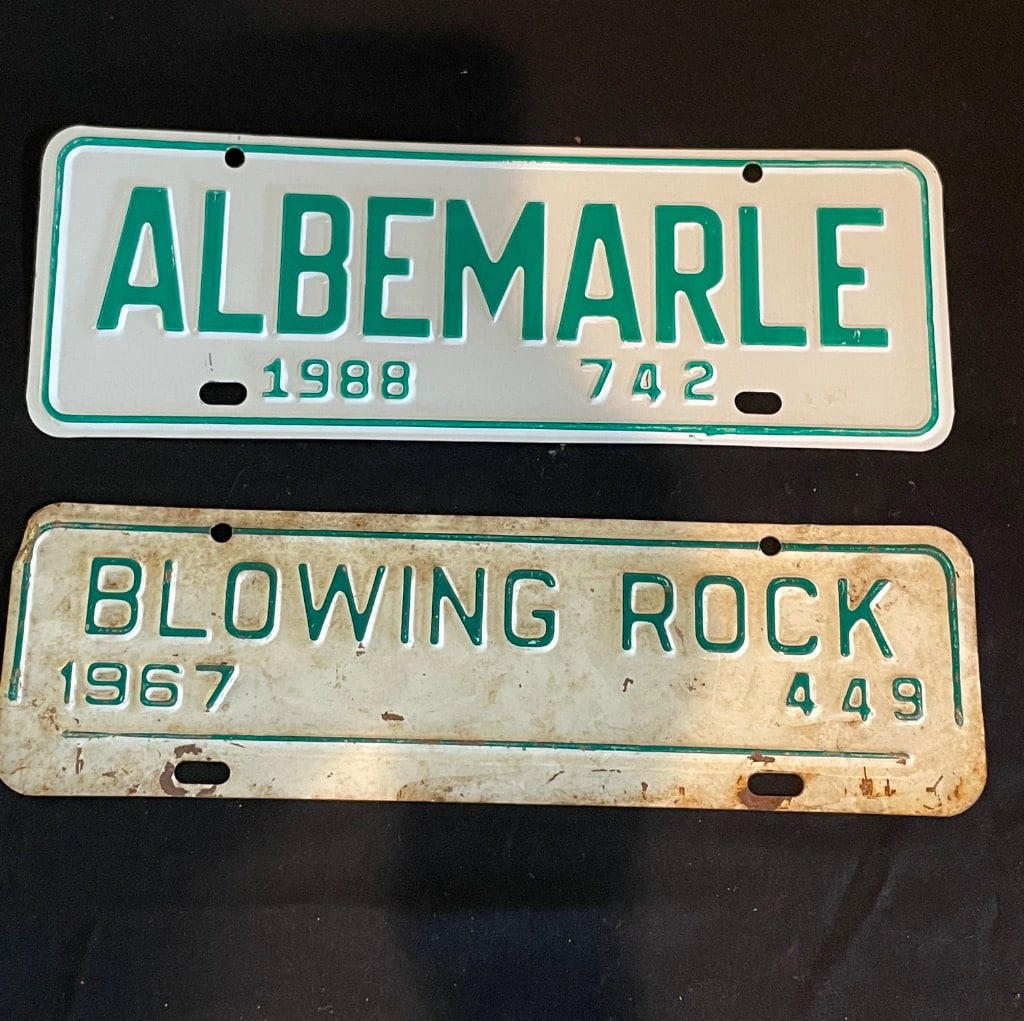 ALBEMARLE
1988 742
BLOWING ROCK
1967 449